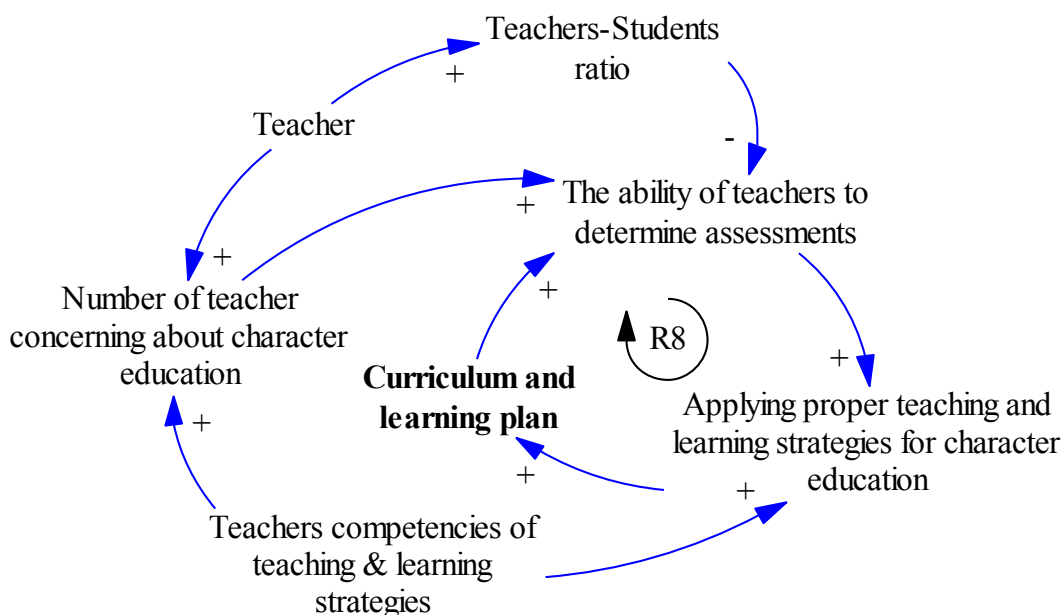 Teachers-Students
ratio
+
Teacher
-
The ability of teachers to
determine assessments
+
+
Number of teacher
concerning about character
education
+
R8
+
Curriculum and
learning plan
Applying proper teaching and
learning strategies for character
education
+
+
+
Teachers competencies of
teaching & learning
strategies